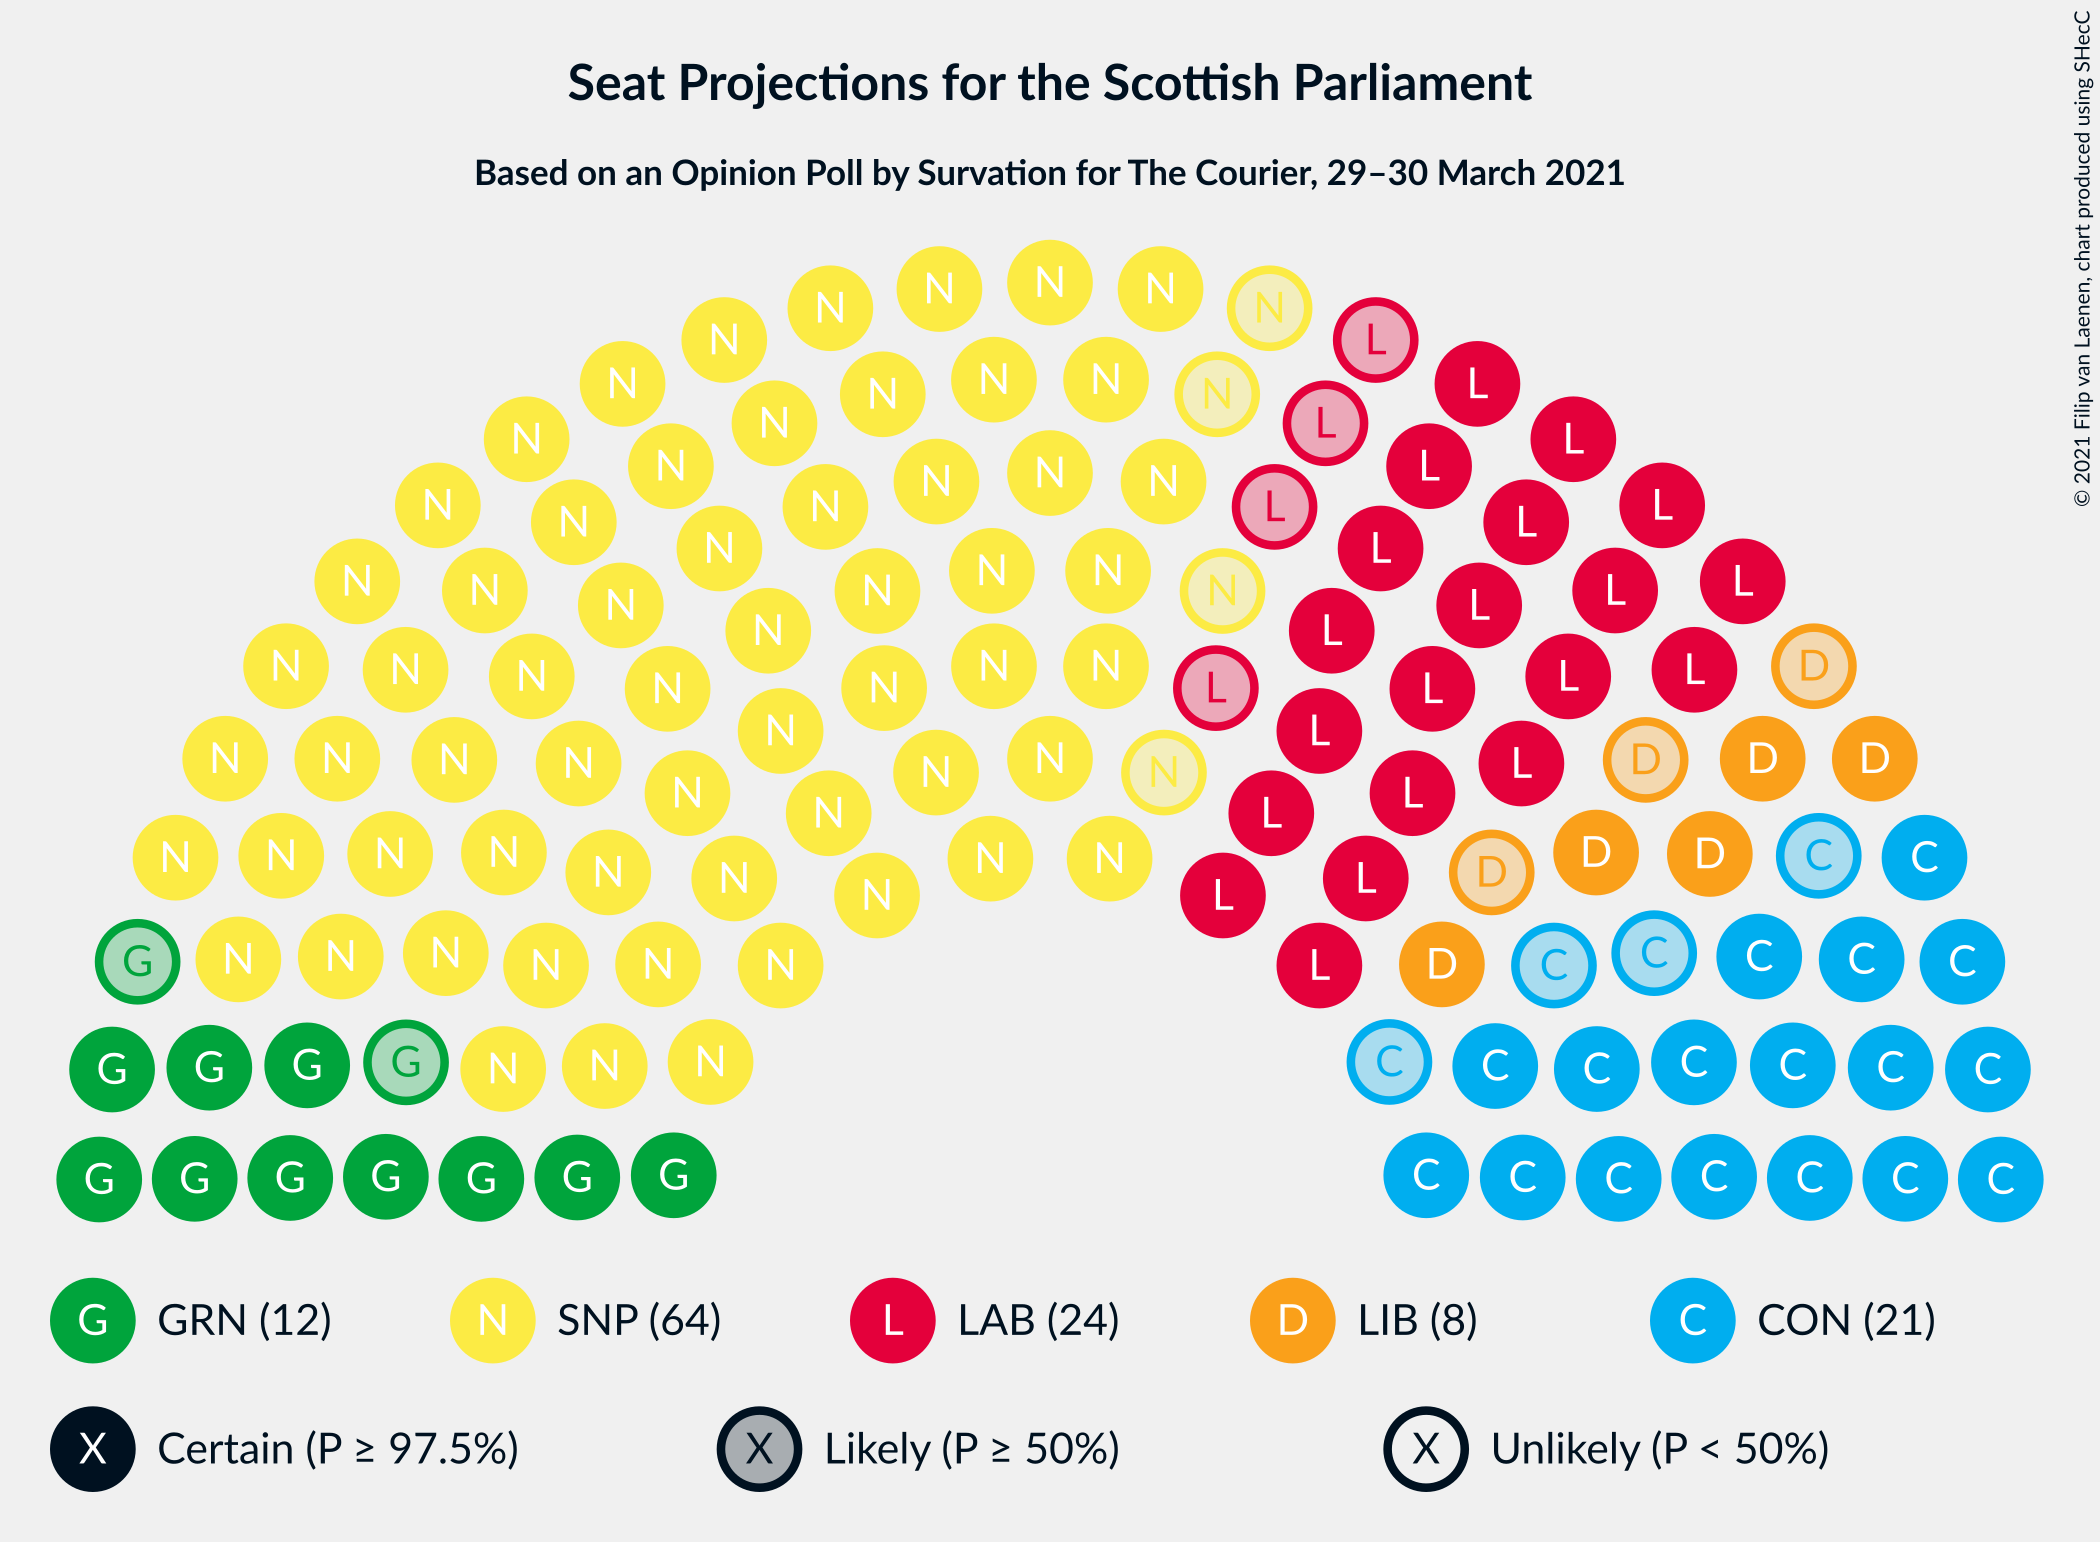 © 2021 Filip van Laenen, chart produced using SHecC
Seat Projections for the Scottish Parliament
Based on an Opinion Poll by Survation for The Courier, 29–30 March 2021
N N N N N
N L
N N N N N L
N N L L
N N N N L
N N N L L L
N L
N N N N N N N L L L
N L
N N N N N N N L L L L D
N N N N N N N N L L D D D
N N L L
N N N N N N N N N L L D D D C C
G N N N N N N L D C C C C C
G G G G N N N C C C C C C C
G G G G G G G C C C C C C C
G GRN (12) N SNP (64) L LAB (24) D LIB (8) C CON (21)
X Certain (P ≥ 97.5%) X Likely (P ≥ 50%) X Unlikely (P < 50%)